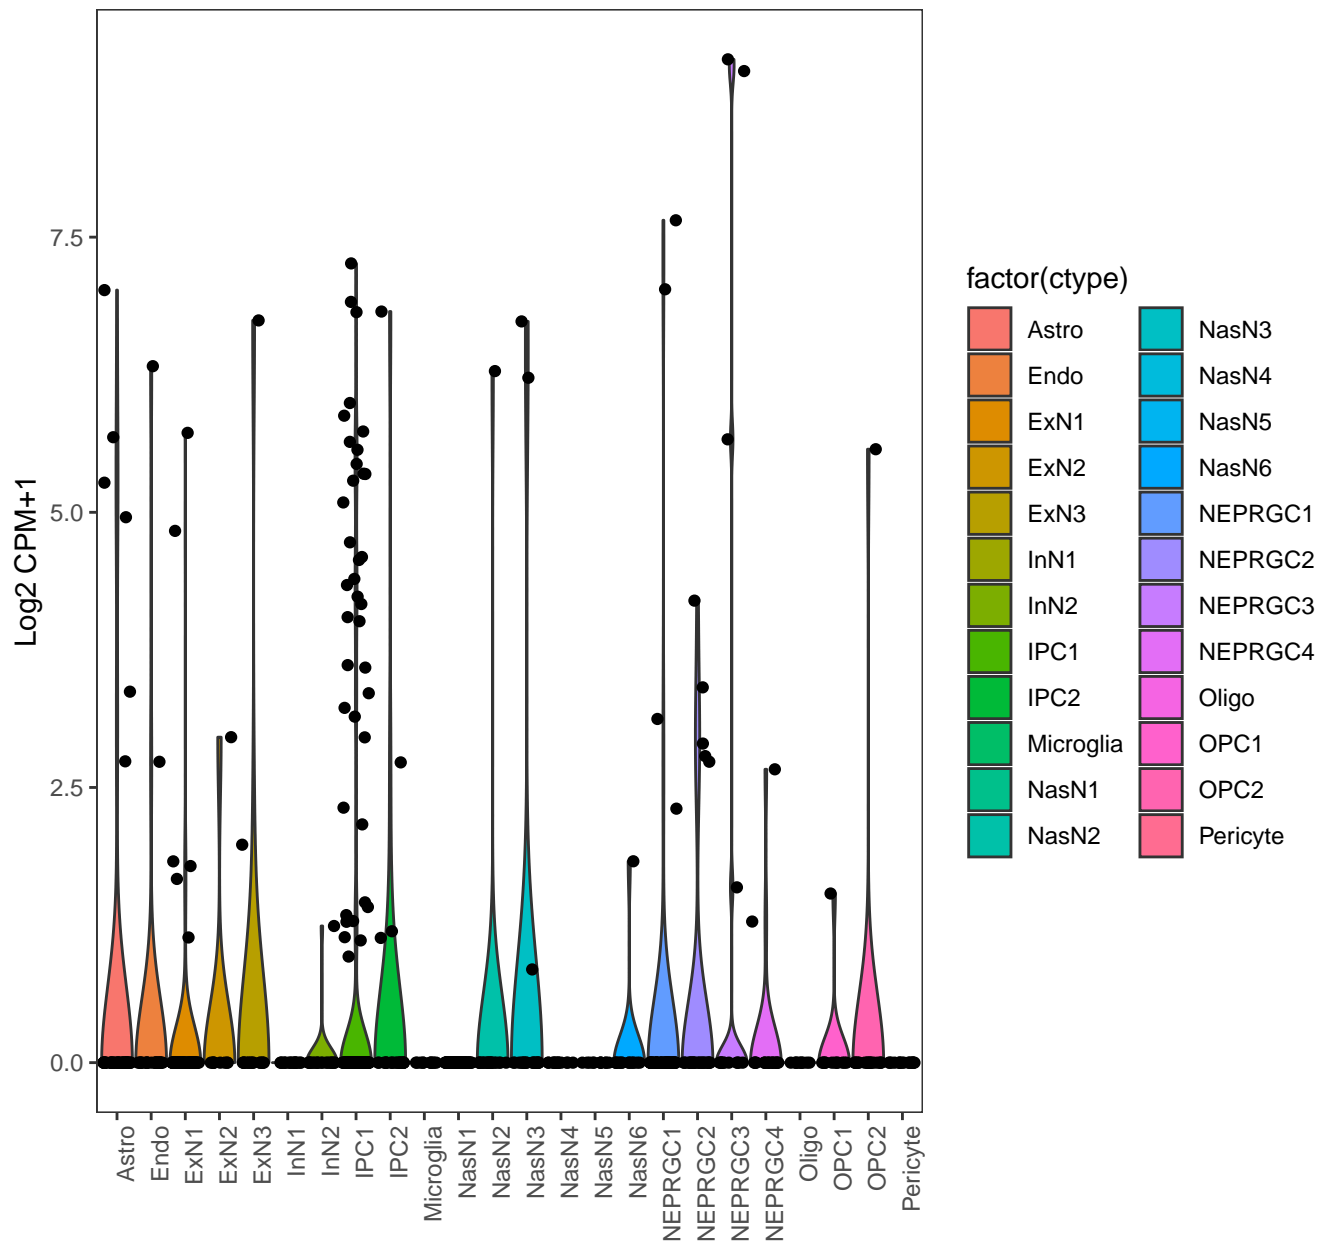 7.5
5.0
2.5
0.0
Log2 CPM+1
Astro
Endo
ExN1
ExN2
ExN3
InN1
InN2
IPC1
IPC2
Microglia
NasN1
NasN2
NasN3
NasN4
NasN5
NasN6
NEPRGC1
NEPRGC2
NEPRGC3
NEPRGC4
Oligo
OPC1
OPC2
Pericyte
factor(ctype)
Astro
Endo
ExN1
ExN2
ExN3
InN1
InN2
IPC1
IPC2
Microglia
NasN1
NasN2
NasN3
NasN4
NasN5
NasN6
NEPRGC1
NEPRGC2
NEPRGC3
NEPRGC4
Oligo
OPC1
OPC2
Pericyte